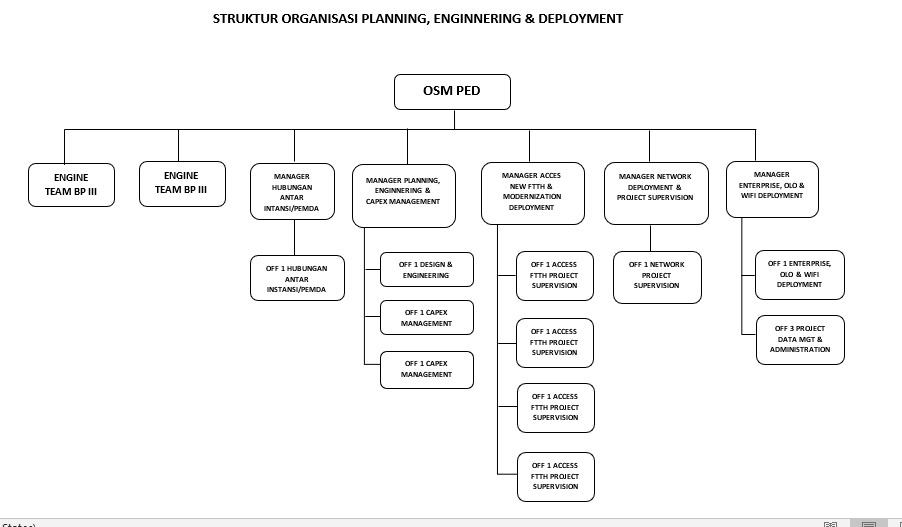 STRUKTUR ORGANISASI PLANNING, ENGINNERING & DEPLOYMENT
OSM PED
ENGINE
TEAM BP III
ENGINE
TEAM BP III
MANAGER
HUBUNGAN
ANTAR
INTANSI/PEMDA
MANAGER PLANNING,
ENGINNERING &
CAPEX MANAGEMENT
MANAGER ACCES
NEW FTTH &
MODERNIZATION
DEPLOYMENT
MANAGER NETWORK
DEPLOYMENT &
PROJECT SUPERVISION
MANAGER
ENTERPRISE, OLO &
WIFI DEPLOYMENT
OFF 1 HUBUNGAN
ANTAR
INSTANSI/PEMDA
OFF 1 DESIGN &
ENGINEERING
OFF 1 CAPEX
MANAGEMENT
OFF 1 CAPEX
MANAGEMENT
OFF 1 ACCESS
FTTH PROJECT
SUPERVISION
OFF 1 ACCESS
FTTH PROJECT
SUPERVISION
OFF 1 ACCESS
FTTH PROJECT
SUPERVISION
OFF 1 ACCESS
FTTH PROJECT
SUPERVISION
OFF 1 NETWORK
PROJECT
SUPERVISION
OFF 1 ENTERPRISE,
OLO & WIFI
DEPLOYMENT
OFF 3 PROJECT
DATA MGT &
ADMINISTRATION